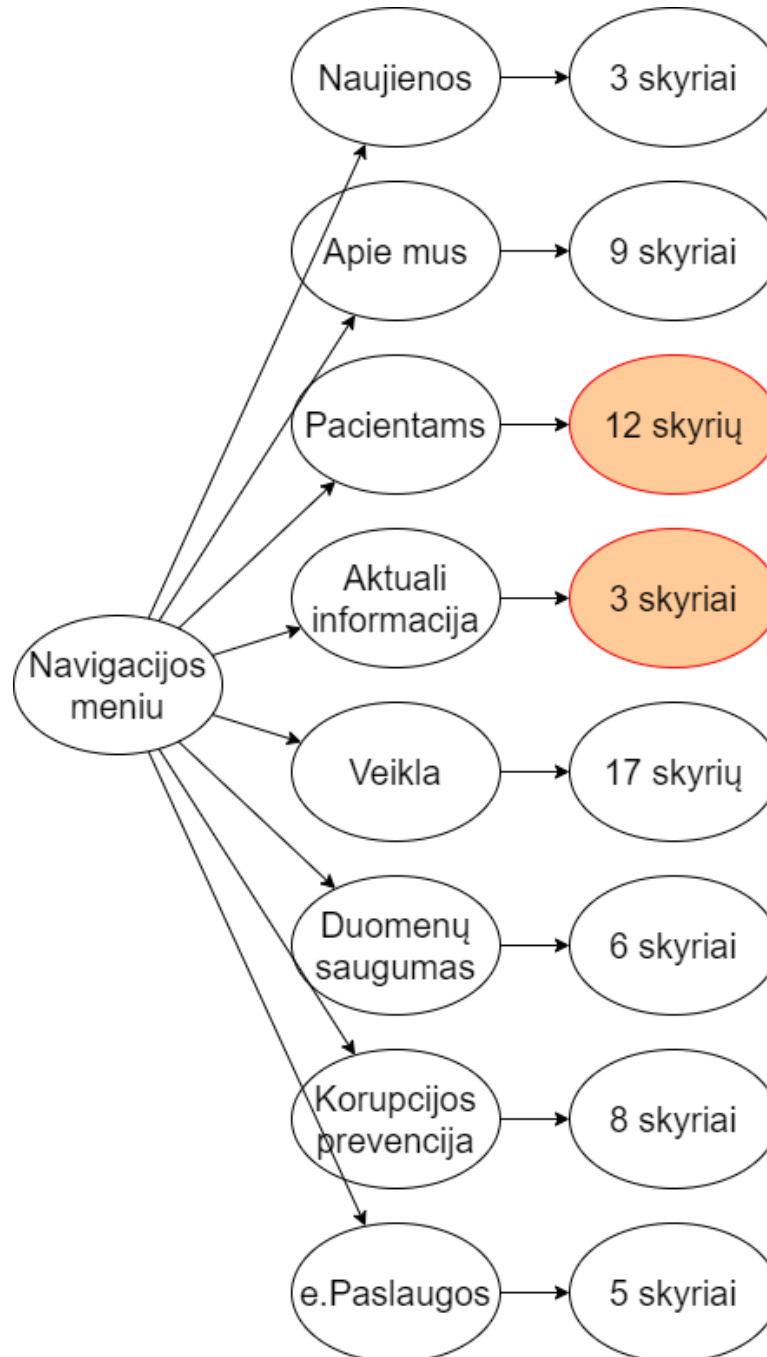 Naujienos
3 skyriai
Apie mus
9 skyriai
Pacientams
12 skyrių
Aktuali
informacija
3 skyriai
Navigacijos
meniu
Veikla
17 skyrių
Duomenų
saugumas
6 skyriai
Korupcijos
prevencija
8 skyriai
e.Paslaugos
5 skyriai